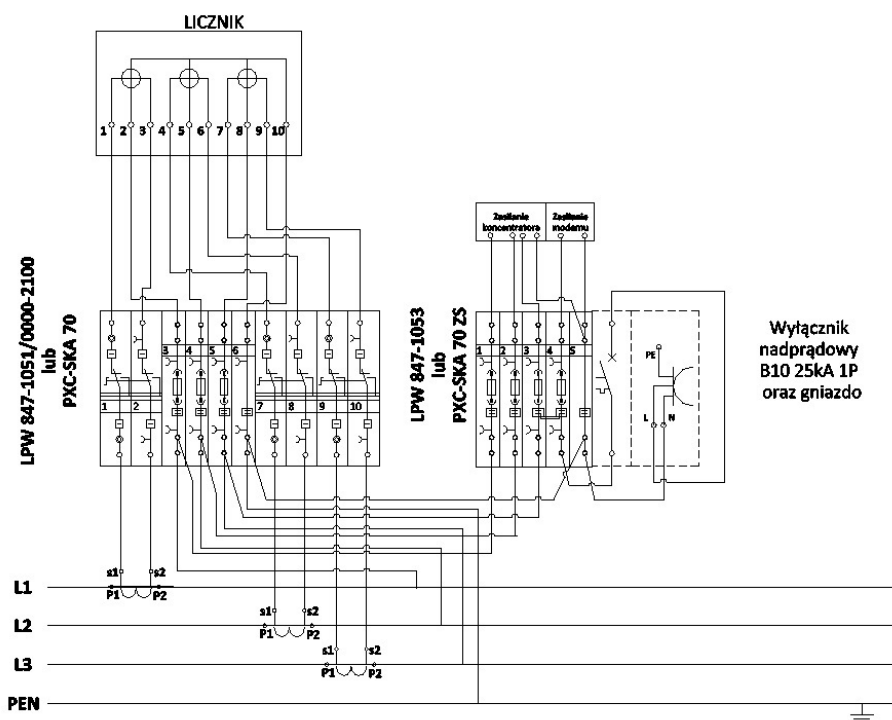 LICZNIK
1 2 3 4 5 6 7 8 9 10
Zasilanie
koncentratora
Zasilanie
modemu
LPW 847-1051/0000-2100
lub
PXC-SKA 70
3 4 5 6
1 2 7 8 9 10
LPW 847-1053
lub
PXC-SKA 70 ZS
1 2 3 4 5
PE
L N
Wyłącznik
nadprądowy
B10 25kA 1P
oraz gniazdo
s1 s2
L1
P1 P2
s1 s2
L2
P1 P2
s1 s2
L3
P1 P2
PEN